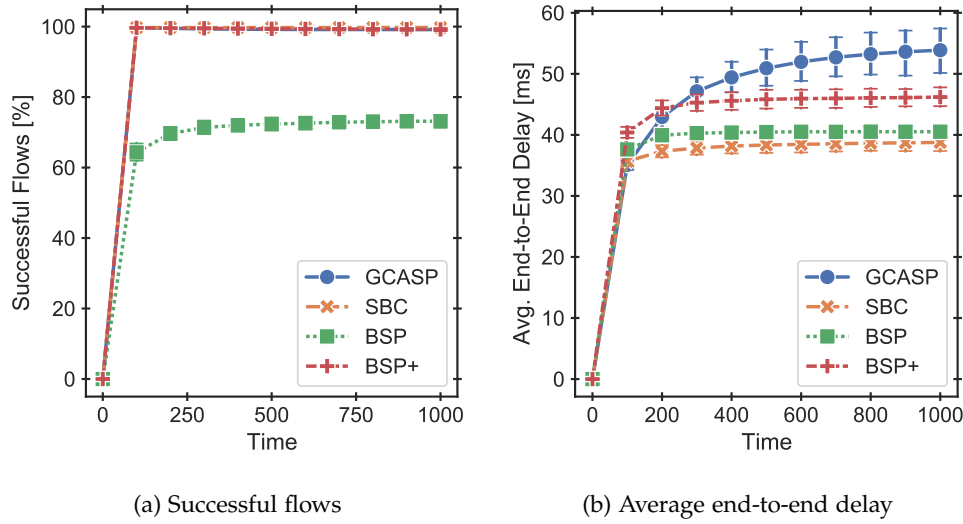 Successful Flows [%]
100
80
60
40
20
0
0
250
500
750
1000
Time
GCASP
SBC
BSP
BSP+
(a) Successful flows
Avg. End-to-End Delay [ms]
60
50
40
30
20
10
0
0
200
400
600
800
1000
Time
GCASP
SBC
BSP
BSP+
(b) Average end-to-end delay